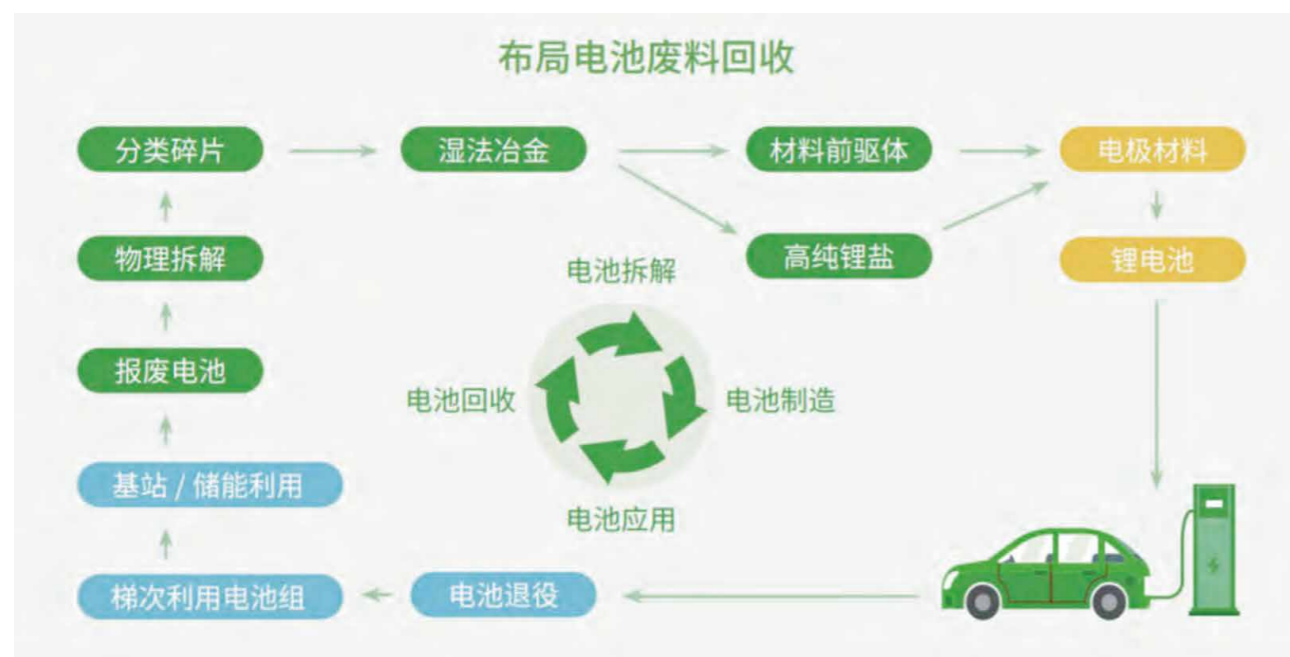 布局电池废料回收
分类碎片
湿法冶金
材料前驱体
电极材料
物理拆解
高纯锂盐
锂电池
电池拆解
报废电池
电池回收
电池制造
基站 / 储能利用
电池应用
梯次利用电池组
电池退役